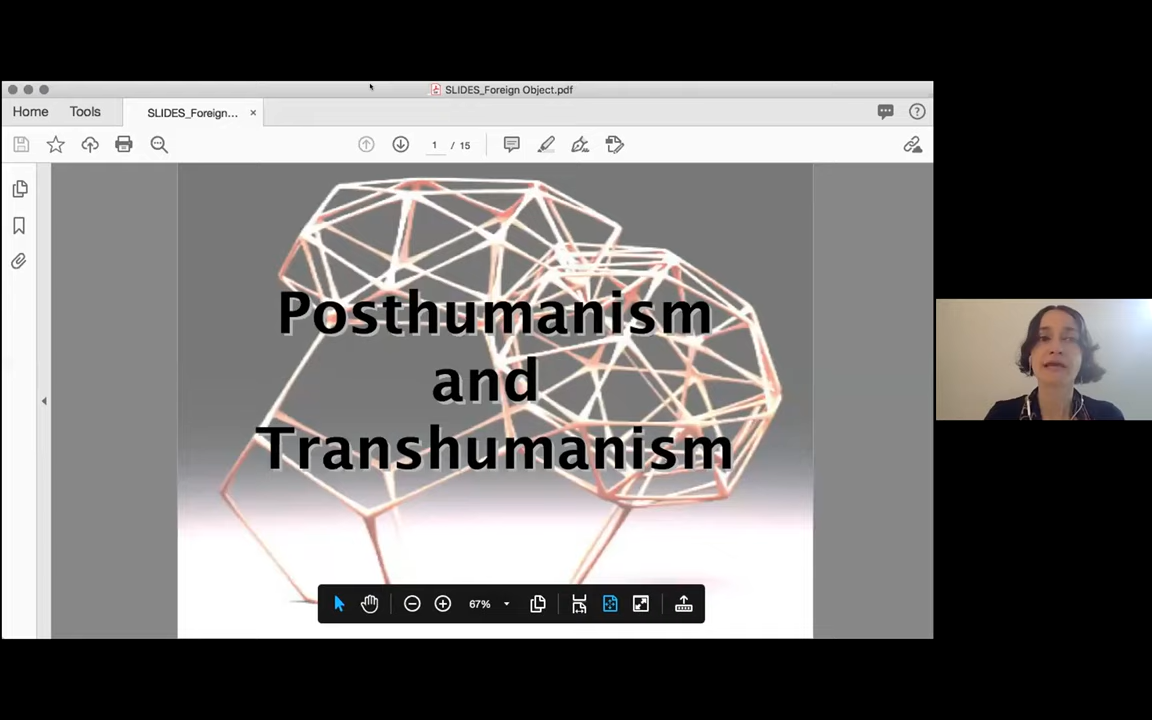 SLIDES_Foreign Object.pdf
Home Tools SLIDES_Foreign...
1 / 15
Posthumanism
and
Transhumanism
67%